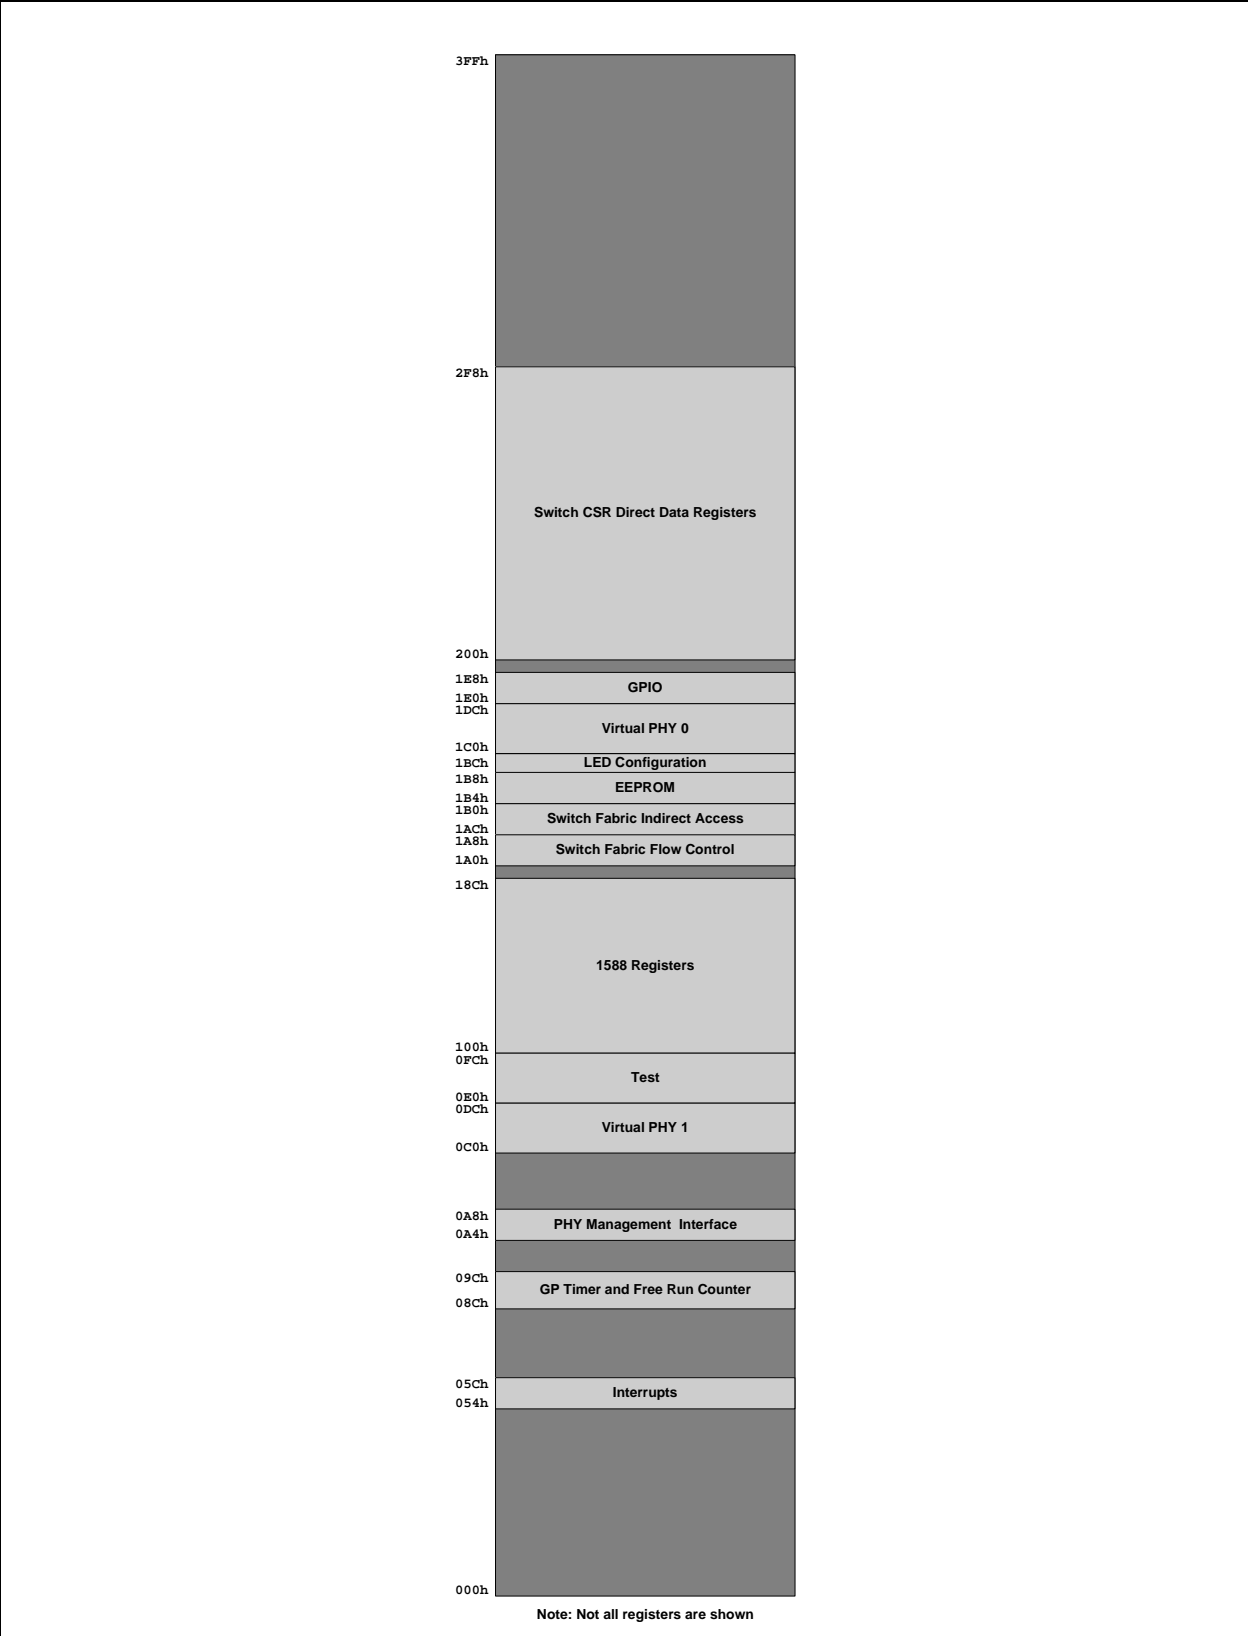 3FFh
2F8h
Switch CSR Direct Data Registers
200h
1E8h
GPIO
1E0h
1DCh
Virtual PHY 0
1C0h
1BCh
LED Configuration
1B8h
EEPROM
1B4h
1B0h
Switch Fabric Indirect Access
1ACh
1A8h
Switch Fabric Flow Control
1A0h
18Ch
1588 Registers
100h
0FCh
Test
0E0h
0DCh
Virtual PHY 1
0C0h
0A8h
PHY Management Interface
0A4h
09Ch
GP Timer and Free Run Counter
08Ch
05Ch
Interrupts
054h
000h
Note: Not all registers are shown